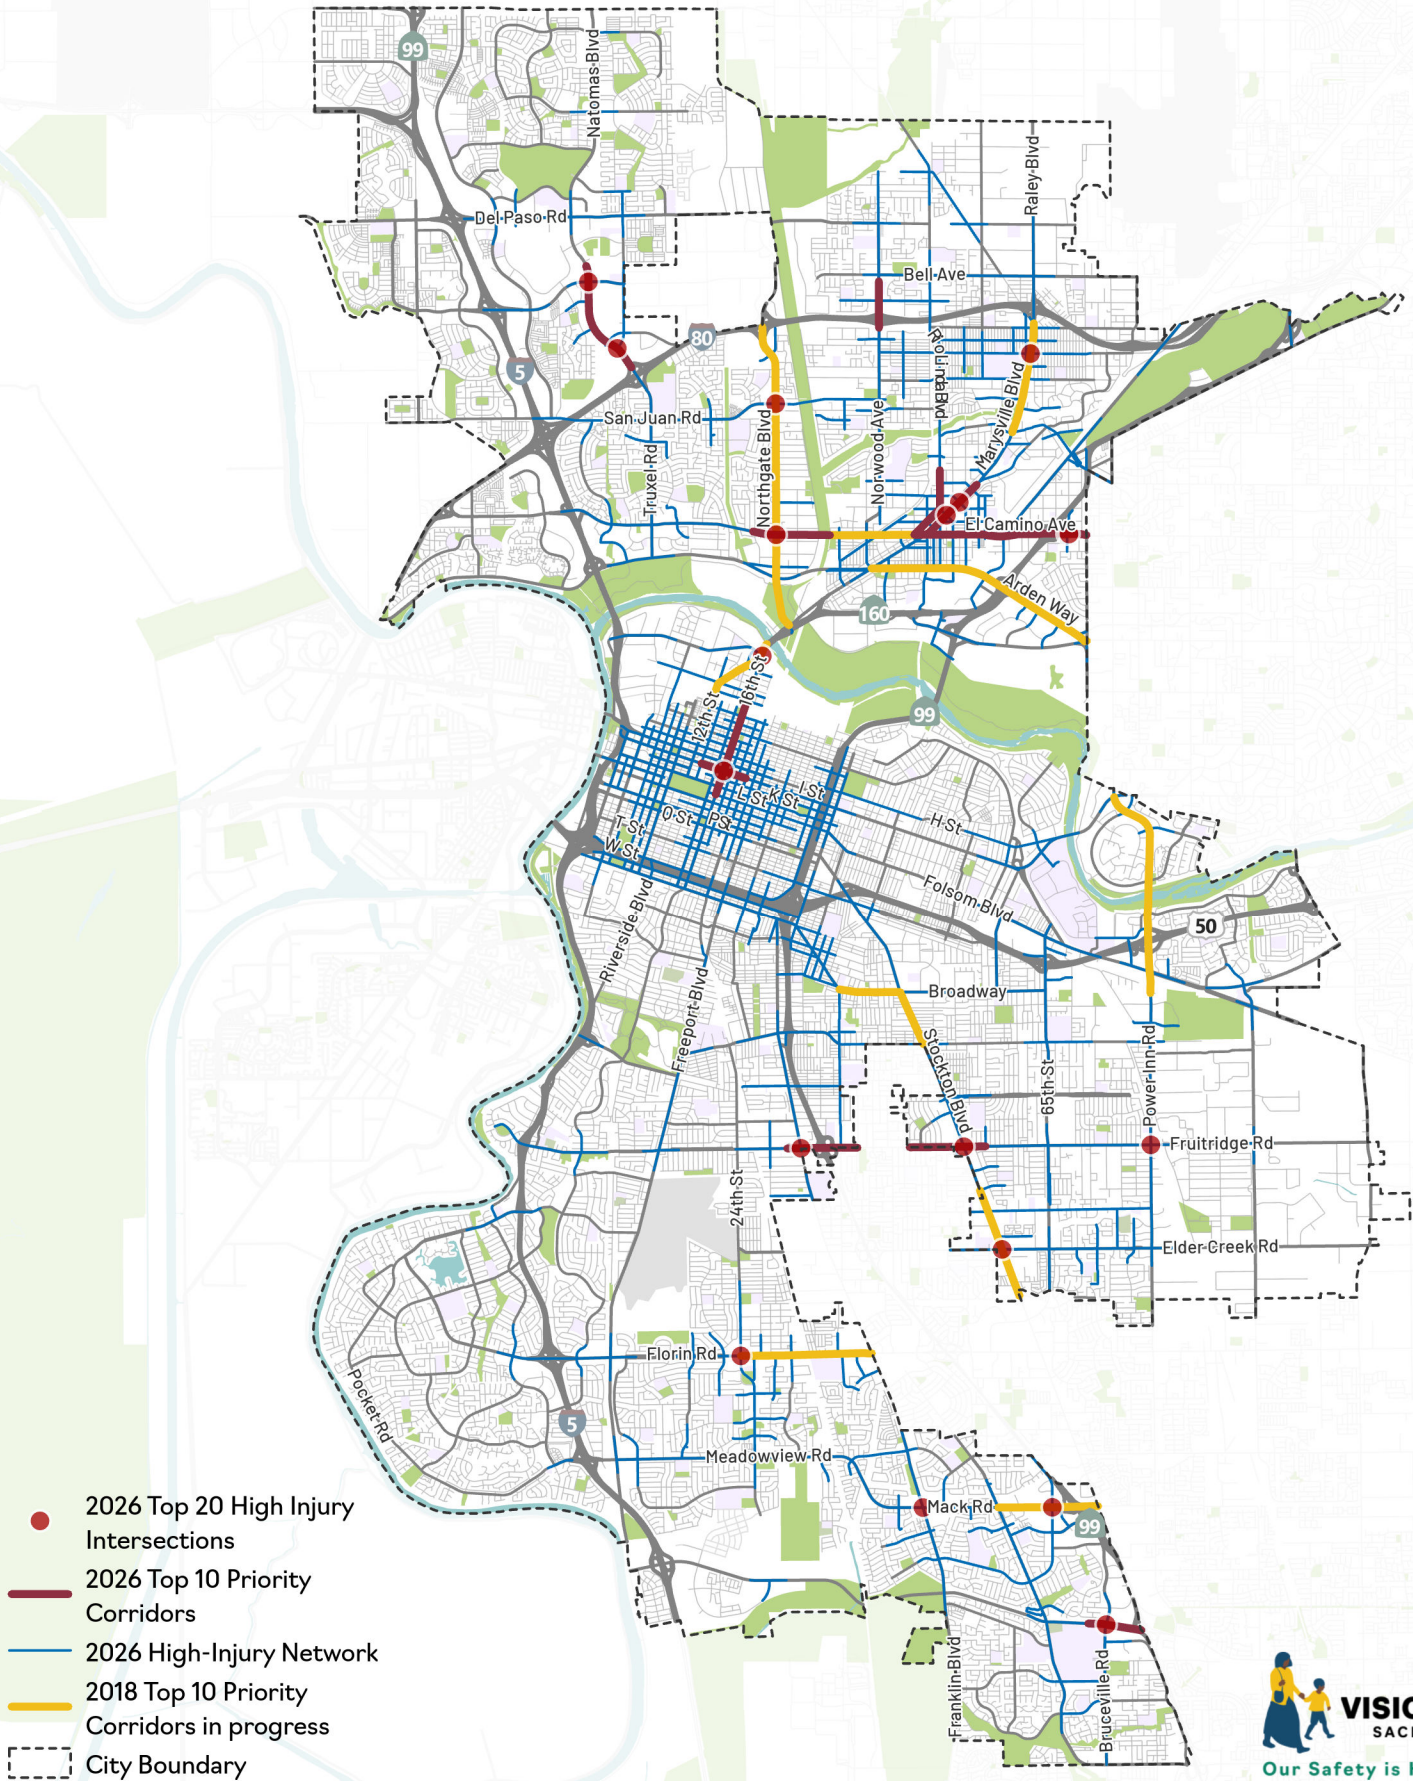 99
Natomas Blvd
Raley Blvd
Del Paso Rd
Bell Ave
80
5
Rio Linda Blvd
San Juan Rd
Northgate Blvd
Norwood Ave
Marysville Blvd
Truxel Rd
El Camino Ave
Arden Way
160
16th St
12th St
99
L St
K St
I St
Q St
P St
T St
H St
W St
Folsom Blvd
Riverside Blvd
50
Freeport Blvd
Broadway
Stockton Blvd
65th St
Power Inn Rd
Fruitridge Rd
24th St
Elder Creek Rd
Florin Rd
Pocket Rd
5
Meadowview Rd
Mack Rd
99
Franklin Blvd
Bruceville Rd
2026 Top 20 High Injury
Intersections
2026 Top 10 Priority
Corridors
2026 High-Injury Network
2018 Top 10 Priority
Corridors in progress
City Boundary
VISIO
SAC
Our Safety is